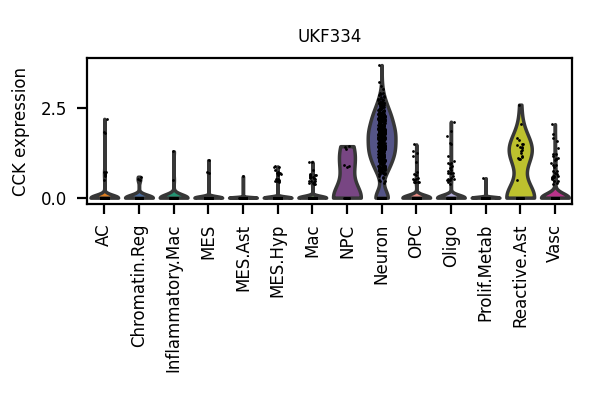 UKF334
CCK expression
2.5
0.0
AC
Chromatin.Reg
Inflammatory.Mac
MES
MES.Ast
MES.Hyp
Mac
NPC
Neuron
OPC
Oligo
Prolif.Metab
Reactive.Ast
Vasc